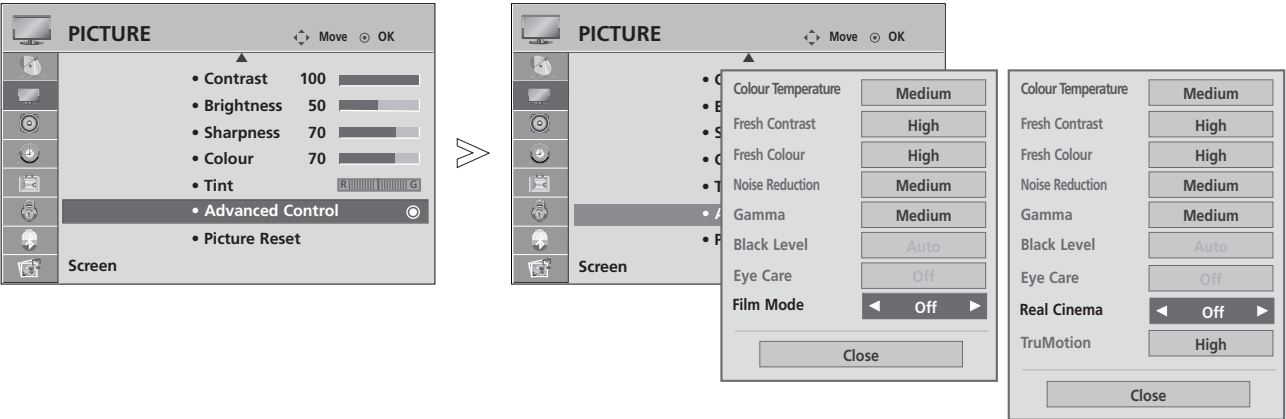 PICTURE
Move OK
• Contrast 100
• Brightness 50
• Sharpness 70
• Colour 70
• Tint R G
• Advanced Control
• Picture Reset
Screen
PICTURE
Move OK
• C
• B
• S
• C
• T
• A
• P
Screen
Colour Temperature Medium
Fresh Contrast High
Fresh Colour High
Noise Reduction Medium
Gamma Medium
Black Level Auto
Eye Care Off
Film Mode ◀ Off ▶
Close
Colour Temperature Medium
Fresh Contrast High
Fresh Colour High
Noise Reduction Medium
Gamma Medium
Black Level Auto
Eye Care Off
Real Cinema ◀ Off ▶
TruMotion High
Close